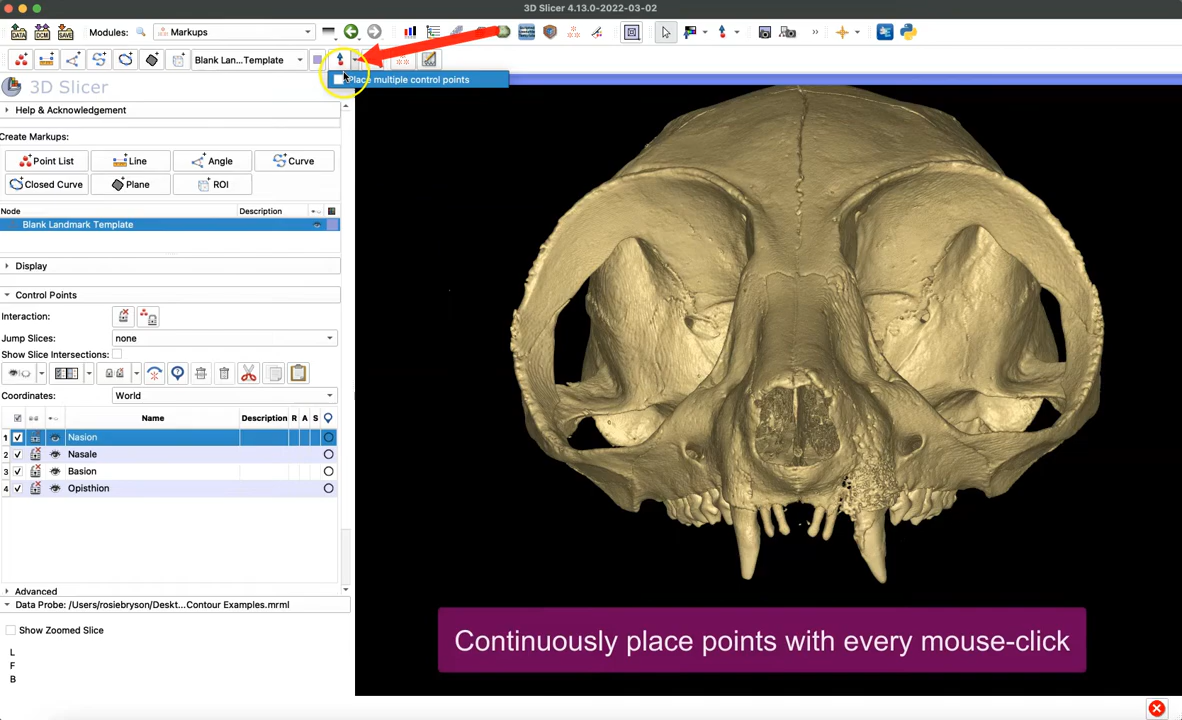 3D Slicer 4.13.0-2022-03-02
DATA
DCM
SAVE
Modules:
Markups
Blank Lan...Template
Place multiple control points
3D Slicer
Help & Acknowledgement
Create Markups:
Point List
Line
Angle
Curve
Closed Curve
Plane
ROI
Node
Description
Blank Landmark Template
Display
Control Points
Interaction:
Jump Slices:
none
Show Slice Intersections:
Coordinates:
World
Name
Description
R
A
S
1
Nasion
2
Nasale
3
Basion
4
Opisthion
Advanced
Data Probe: /Users/rosiebryson/Deskt...Contour Examples.mrml
Show Zoomed Slice
L
F
B
Continuously place points with every mouse-click